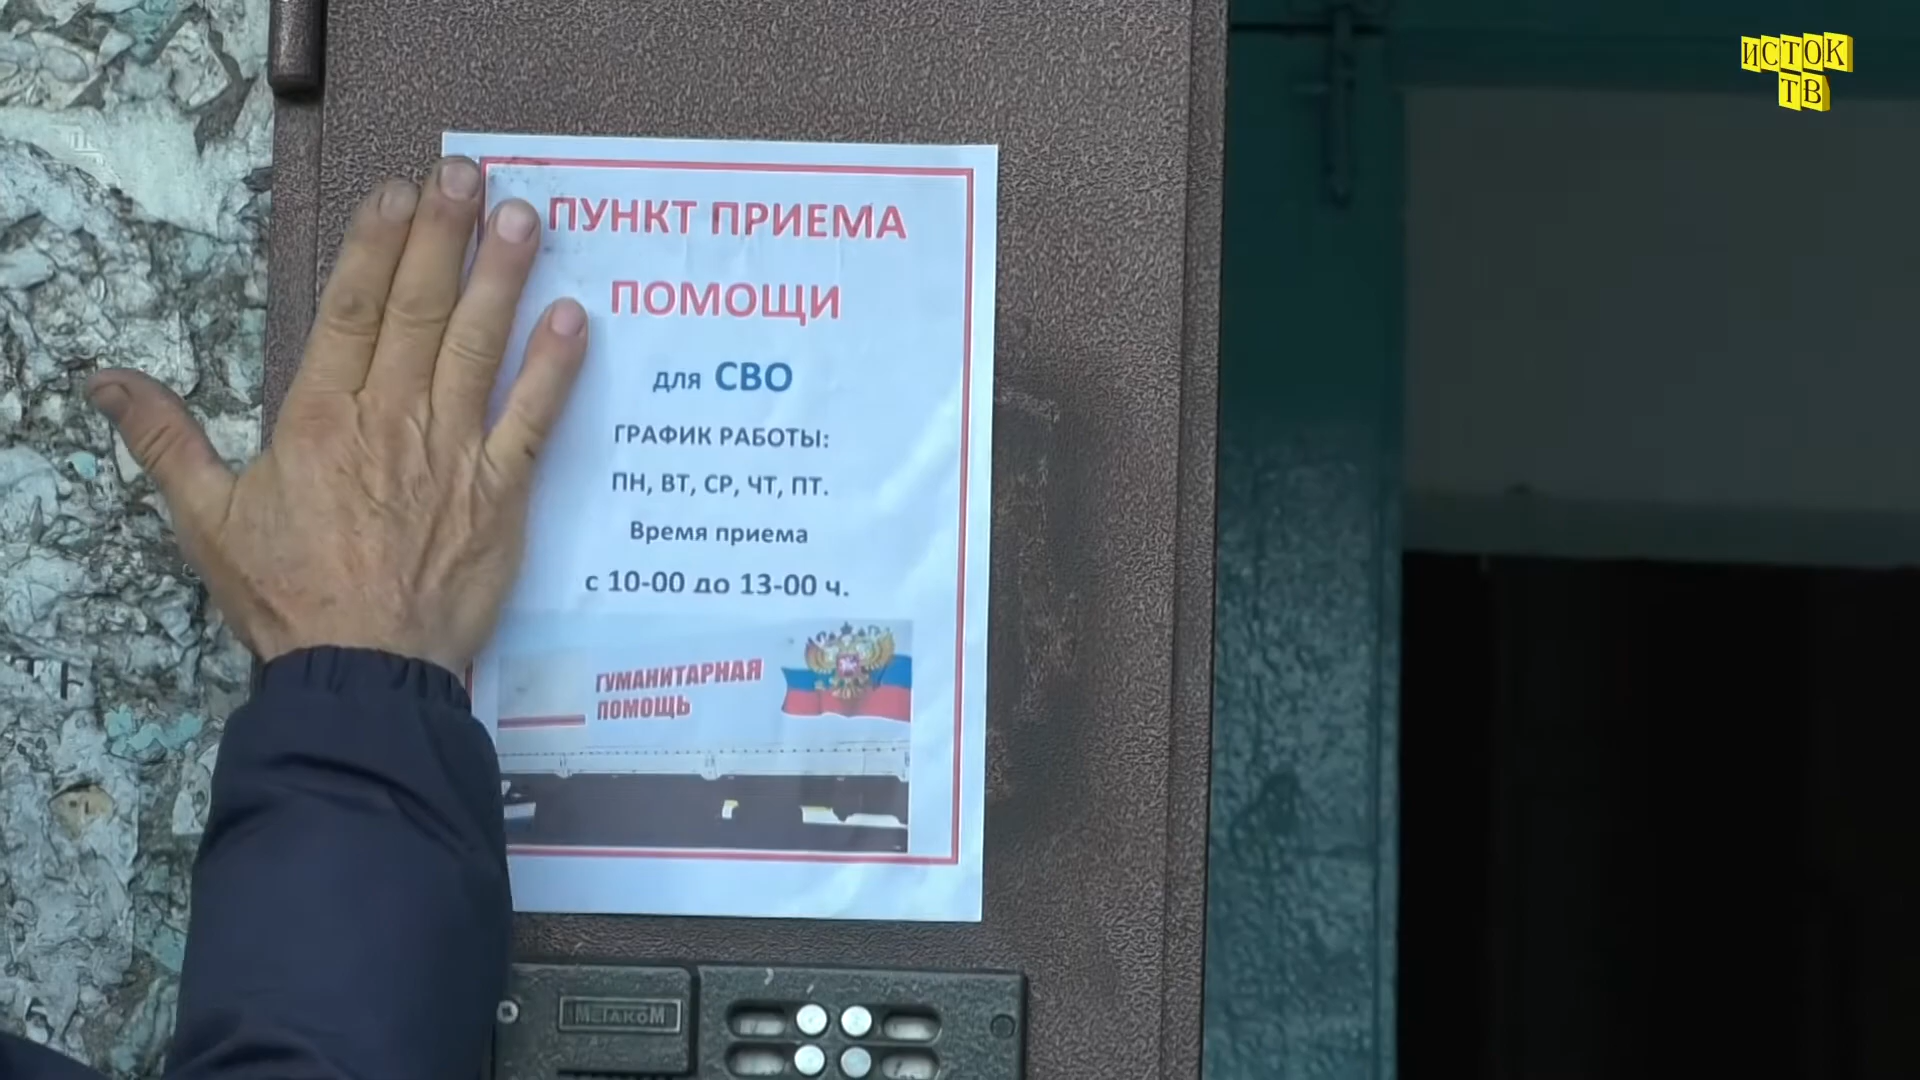 ИСТОК
ТВ
ПУНКТ ПРИЕМА
ПОМОЩИ
для СВО
ГРАФИК РАБОТЫ:
ПН, ВТ, СР, ЧТ, ПТ.
Время приема
с 10-00 до 13-00 ч.
ГУМАНИТАРНАЯ
ПОМОЩЬ
МЕТАКОМ